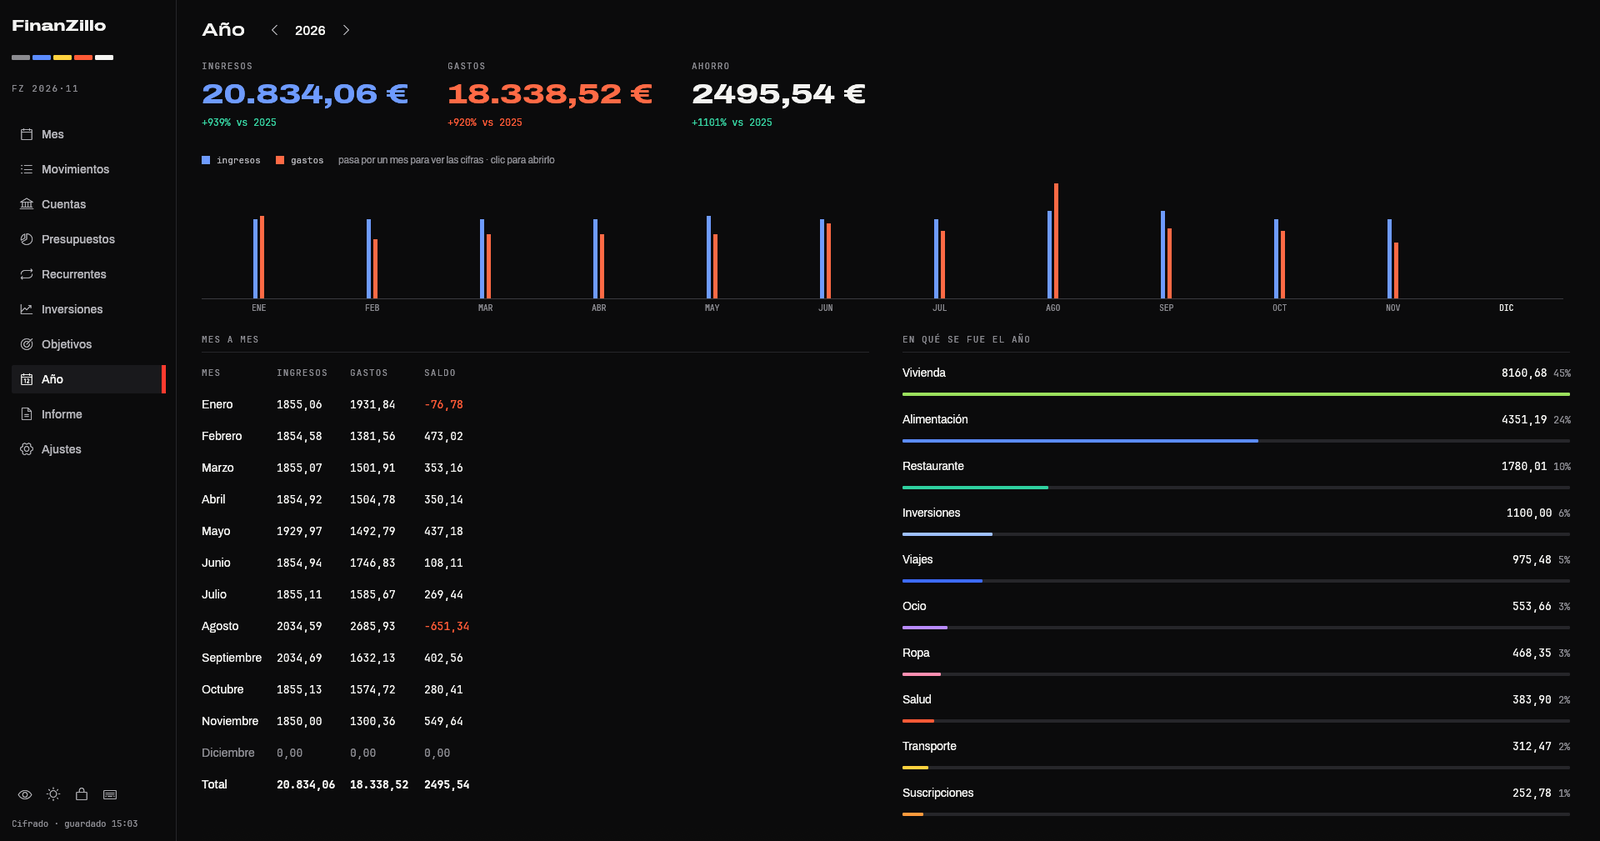 FinanZillo
FZ 2026·11
Mes
Movimientos
Cuentas
Presupuestos
Recurrentes
Inversiones
Objetivos
Año
Informe
Ajustes
Cifrado · guardado 15:03
Año 2026
INGRESOS GASTOS AHORRO
20.834,06 € 18.338,52 € 2495,54 €
+939% vs 2025 +920% vs 2025 +1101% vs 2025
ingresos gastos pasa por un mes para ver las cifras · clic para abrirlo
ENE FEB MAR ABR MAY JUN JUL AGO SEP OCT NOV DIC
MES A MES
MES INGRESOS GASTOS SALDO
Enero 1855,06 1931,84 -76,78
Febrero 1854,58 1381,56 473,02
Marzo 1855,07 1501,91 353,16
Abril 1854,92 1504,78 350,14
Mayo 1929,97 1492,79 437,18
Junio 1854,94 1746,83 108,11
Julio 1855,11 1585,67 269,44
Agosto 2034,59 2685,93 -651,34
Septiembre 2034,69 1632,13 402,56
Octubre 1855,13 1574,72 280,41
Noviembre 1850,00 1300,36 549,64
Diciembre 0,00 0,00 0,00
Total 20.834,06 18.338,52 2495,54
EN QUÉ SE FUE EL AÑO
Vivienda 8160,68 45%
Alimentación 4351,19 24%
Restaurante 1780,01 10%
Inversiones 1100,00 6%
Viajes 975,48 5%
Ocio 553,66 3%
Ropa 468,35 3%
Salud 383,90 2%
Transporte 312,47 2%
Suscripciones 252,78 1%